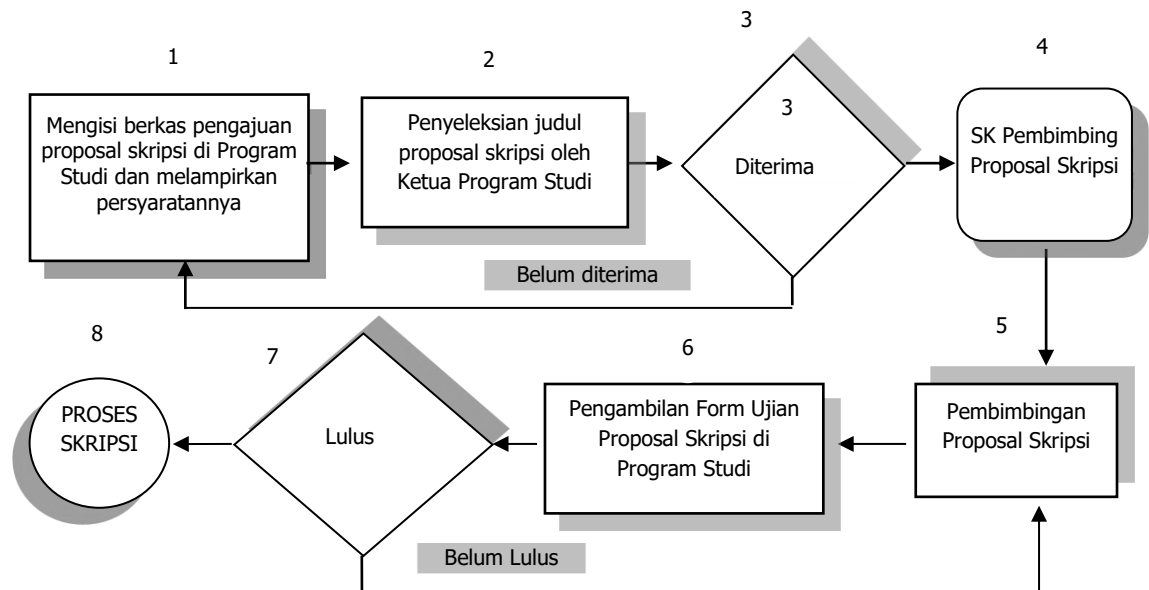 1
Mengisi berkas pengajuan
proposal skripsi di Program
Studi dan melampirkan
persyaratannya
2
Penyeleksian judul
proposal skripsi oleh
Ketua Program Studi
3
3
Diterima
4
SK Pembimbing
Proposal Skripsi
Belum diterima
5
Pembimbingan
Proposal Skripsi
6
Pengambilan Form Ujian
Proposal Skripsi di
Program Studi
7
Lulus
Belum Lulus
8
PROSES
SKRIPSI